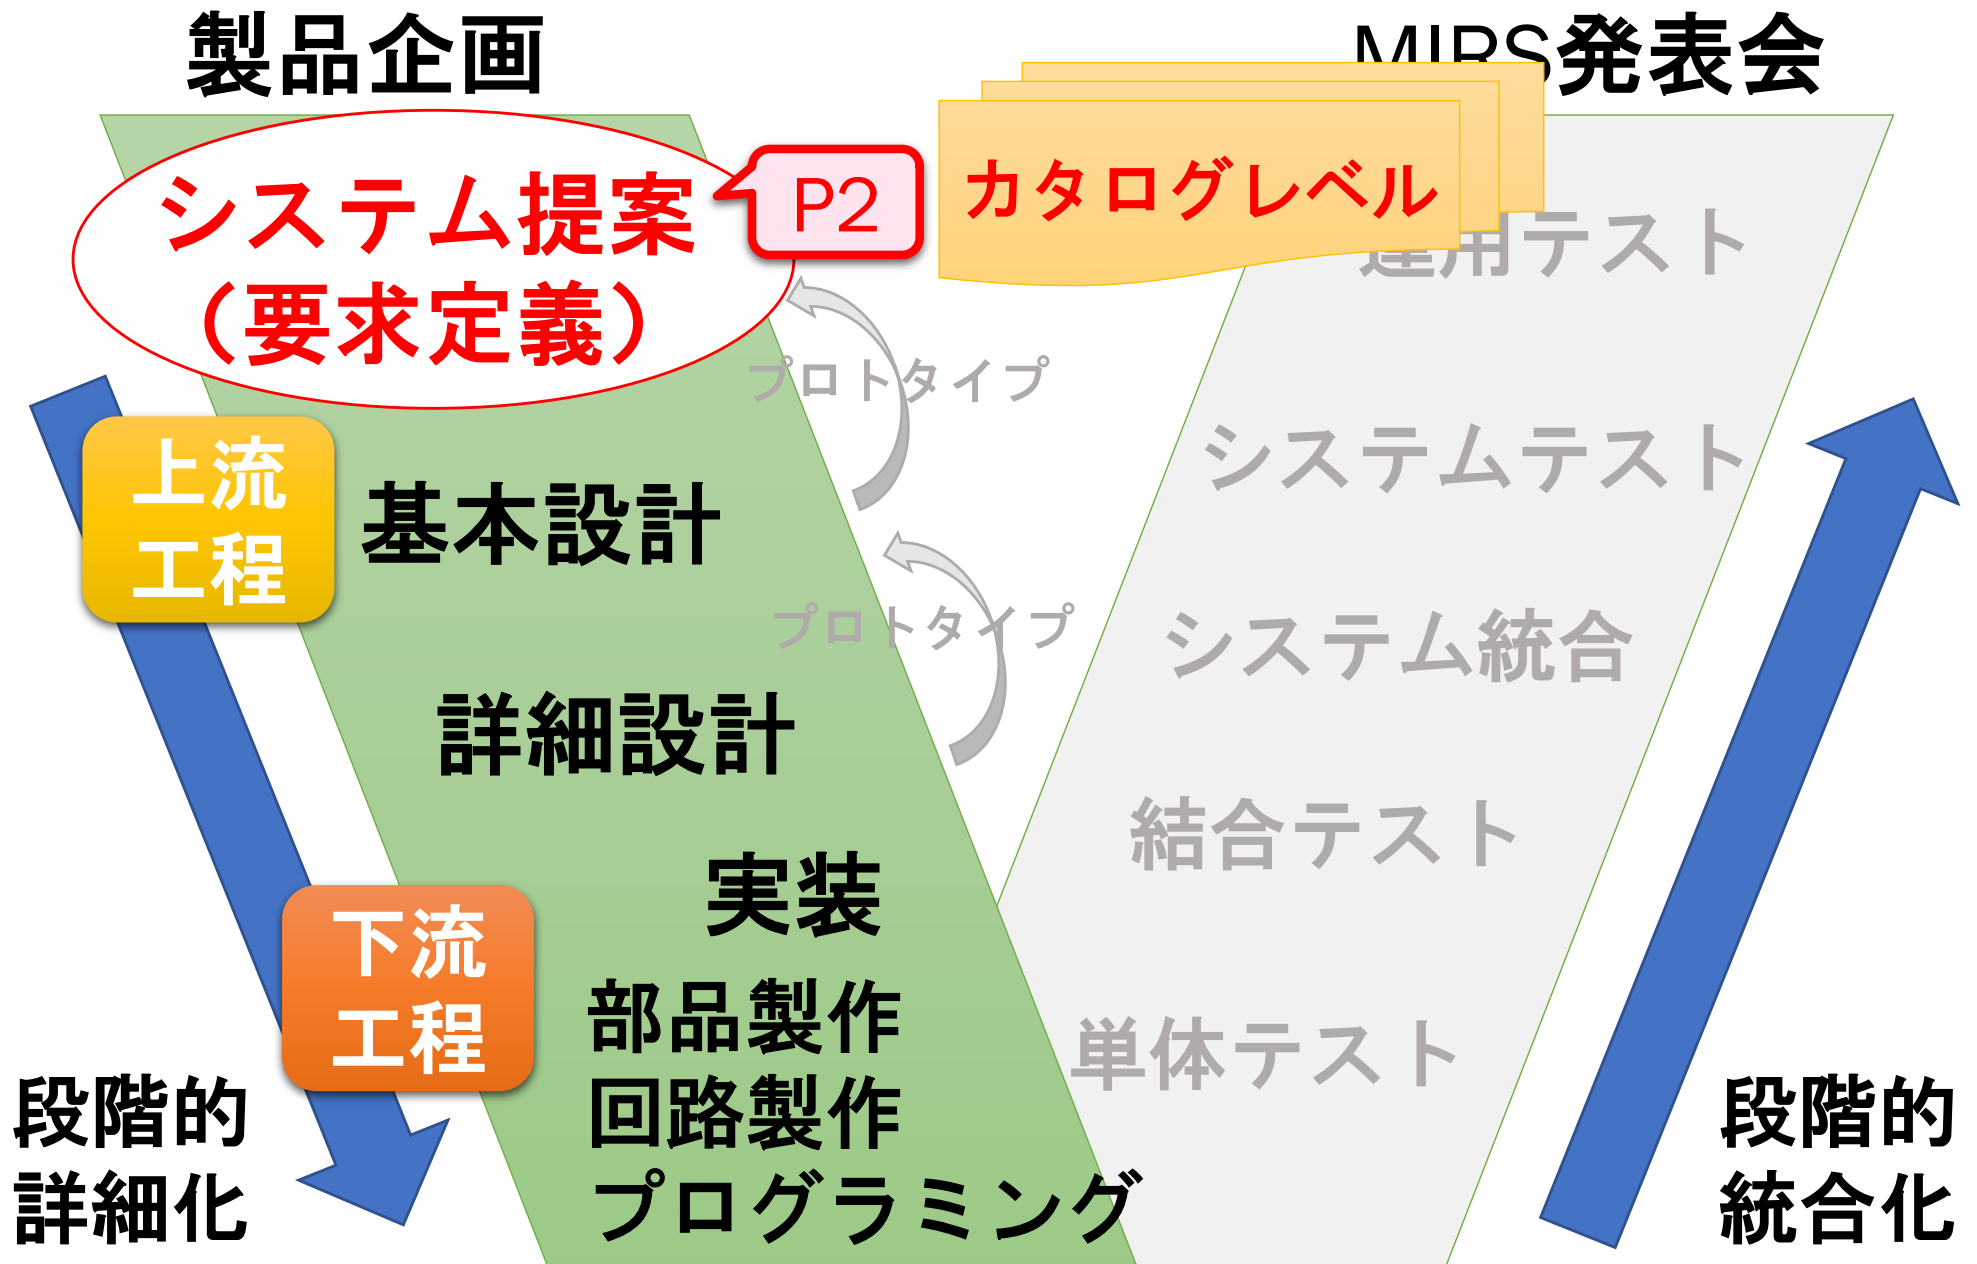 製品企画
MIRS発表会
システム提案
（要求定義）
P2
カタログレベル
運用テスト
プロトタイプ
上流
工程
基本設計
システムテスト
プロトタイプ
システム統合
詳細設計
結合テスト
実装
下流
工程
部品製作
回路製作
プログラミング
単体テスト
段階的
詳細化
段階的
統合化